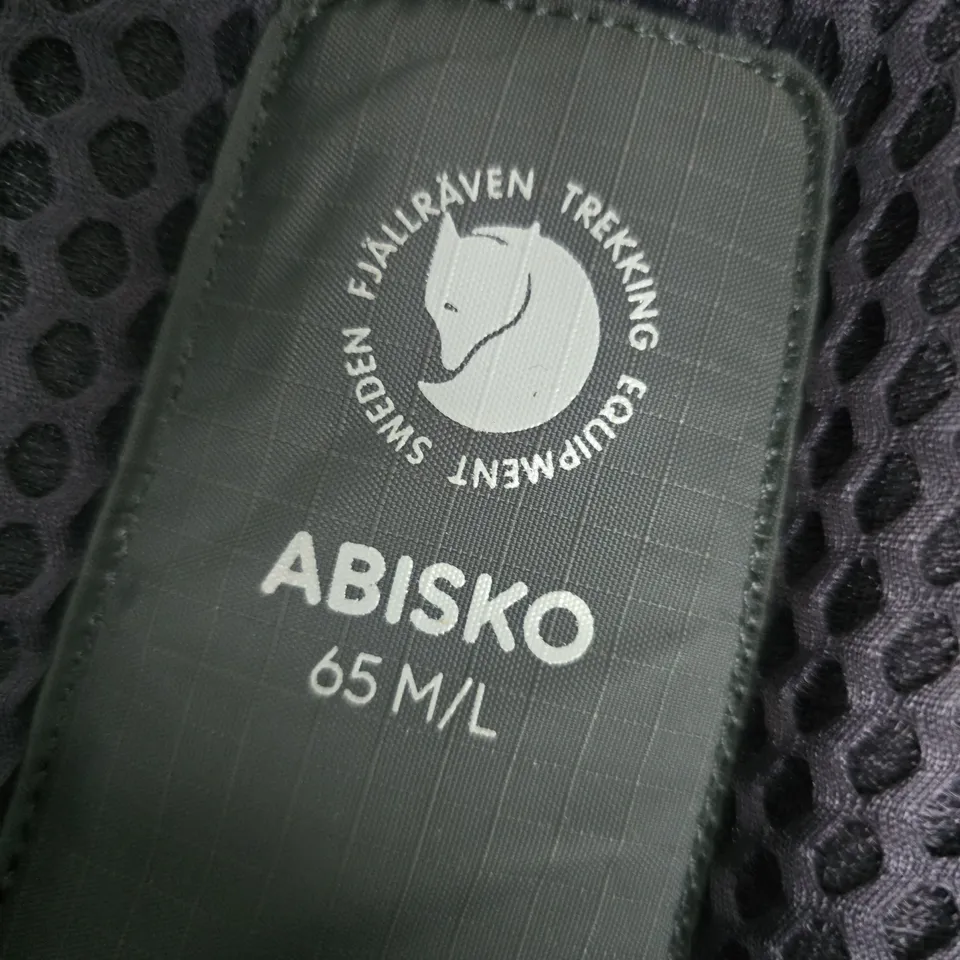 FJÄLLRÄVEN TREKKING EQUIPMENT SWEDEN
ABISKO
65 M/L